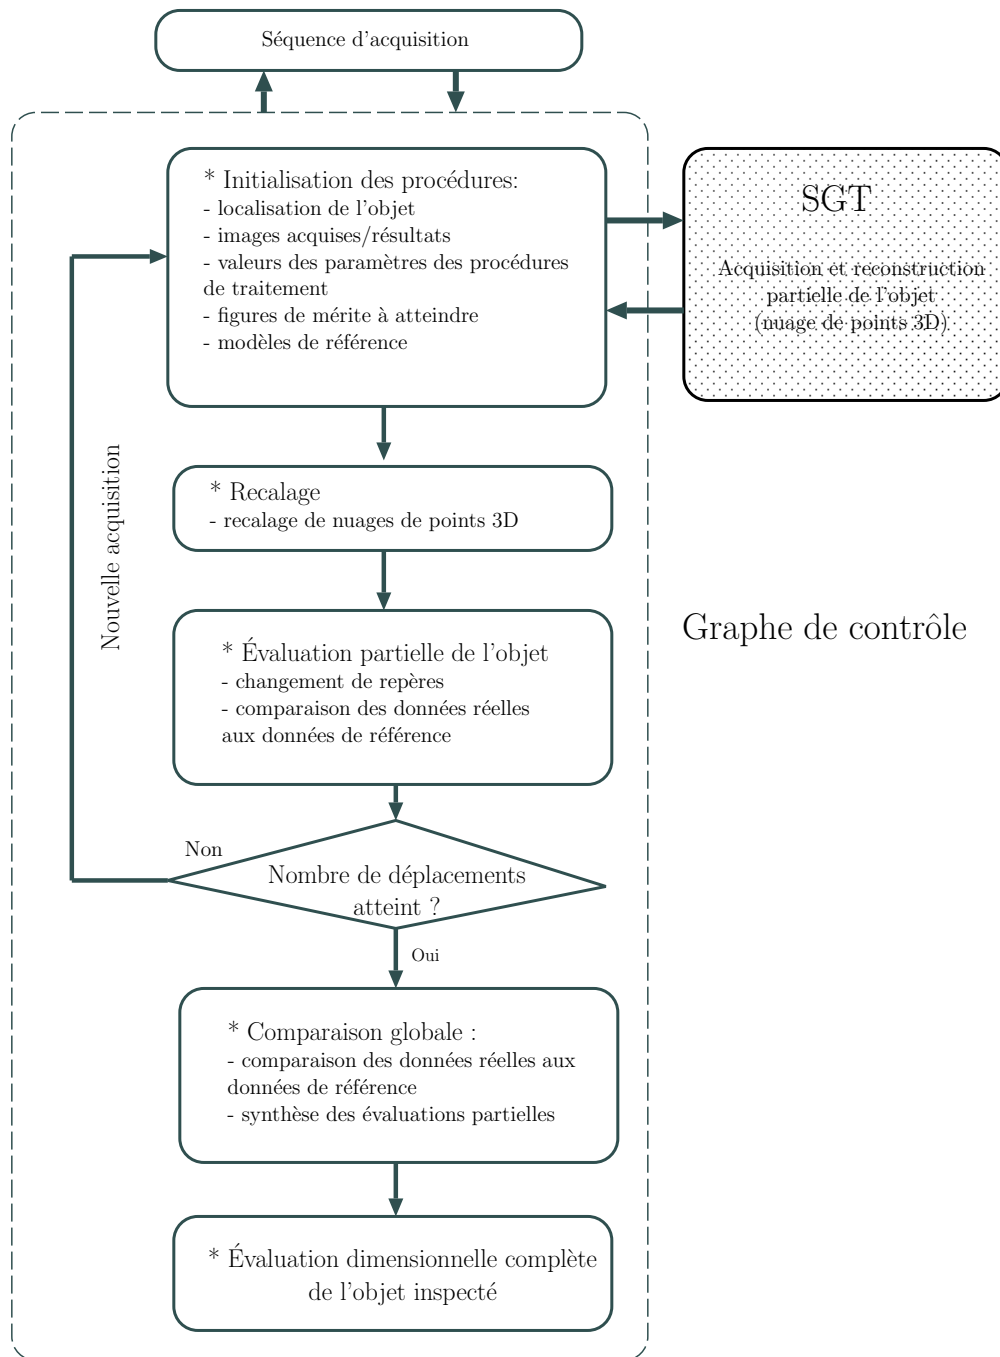 Séquence d'acquisition
* Initialisation des procédures:
- localisation de l'objet
- images acquises/résultats
- valeurs des paramètres des procédures
de traitement
- figures de mérite à atteindre
- modèles de référence
SGT
Acquisition et reconstruction
partielle de l'objet
(nuage de points 3D)
Nouvelle acquisition
* Recalage
- recalage de nuages de points 3D
Graphe de contrôle
* Évaluation partielle de l'objet
- changement de repères
- comparaison des données réelles
aux données de référence
Non
Nombre de déplacements
atteint ?
Oui
* Comparaison globale :
- comparaison des données réelles aux
données de référence
- synthèse des évaluations partielles
* Évaluation dimensionnelle complète
de l'objet inspecté